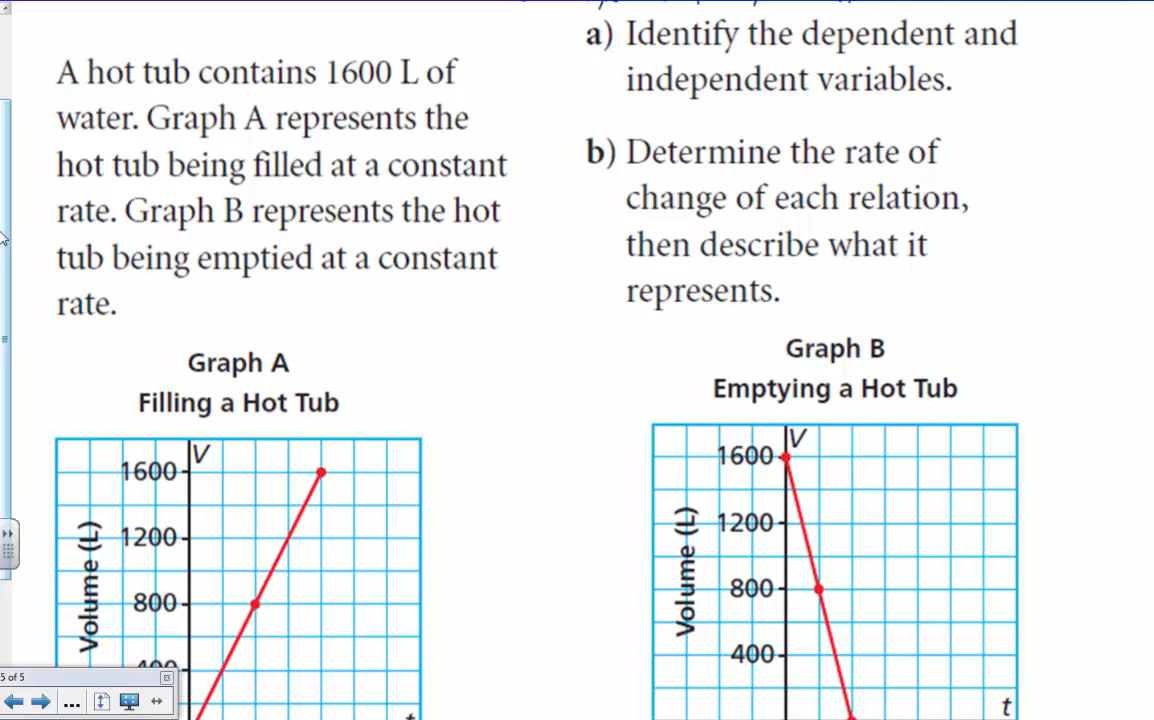 A hot tub contains 1600 L of
water. Graph A represents the
hot tub being filled at a constant
rate. Graph B represents the hot
tub being emptied at a constant
rate.
a) Identify the dependent and
independent variables.
b) Determine the rate of
change of each relation,
then describe what it
represents.
Graph A
Filling a Hot Tub
V
1600
1200
800
400
Volume (L)
t
Graph B
Emptying a Hot Tub
V
1600
1200
800
400
Volume (L)
t
5 of 5